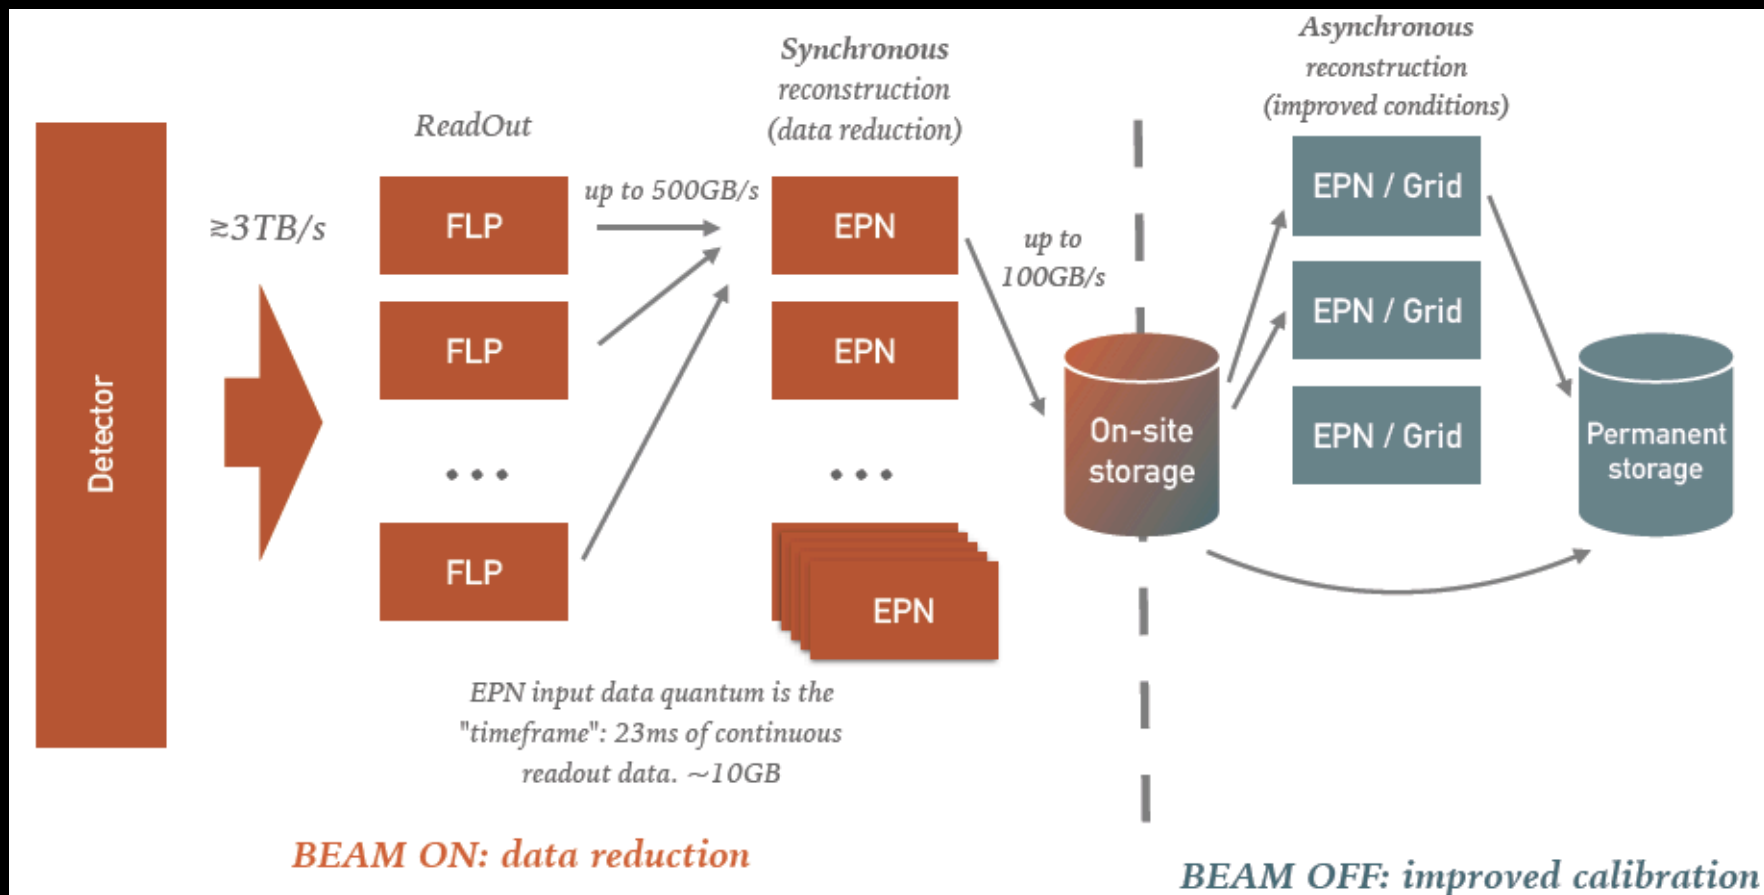 Detector
≳3TB/s
ReadOut
FLP
FLP
...
FLP
up to 500GB/s
Synchronous
reconstruction
(data reduction)
EPN
EPN
...
EPN
EPN input data quantum is the
"timeframe": 23ms of continuous
readout data. ~10GB
BEAM ON: data reduction
up to
100GB/s
On-site
storage
Asynchronous
reconstruction
(improved conditions)
EPN / Grid
EPN / Grid
EPN / Grid
Permanent
storage
BEAM OFF: improved calibration